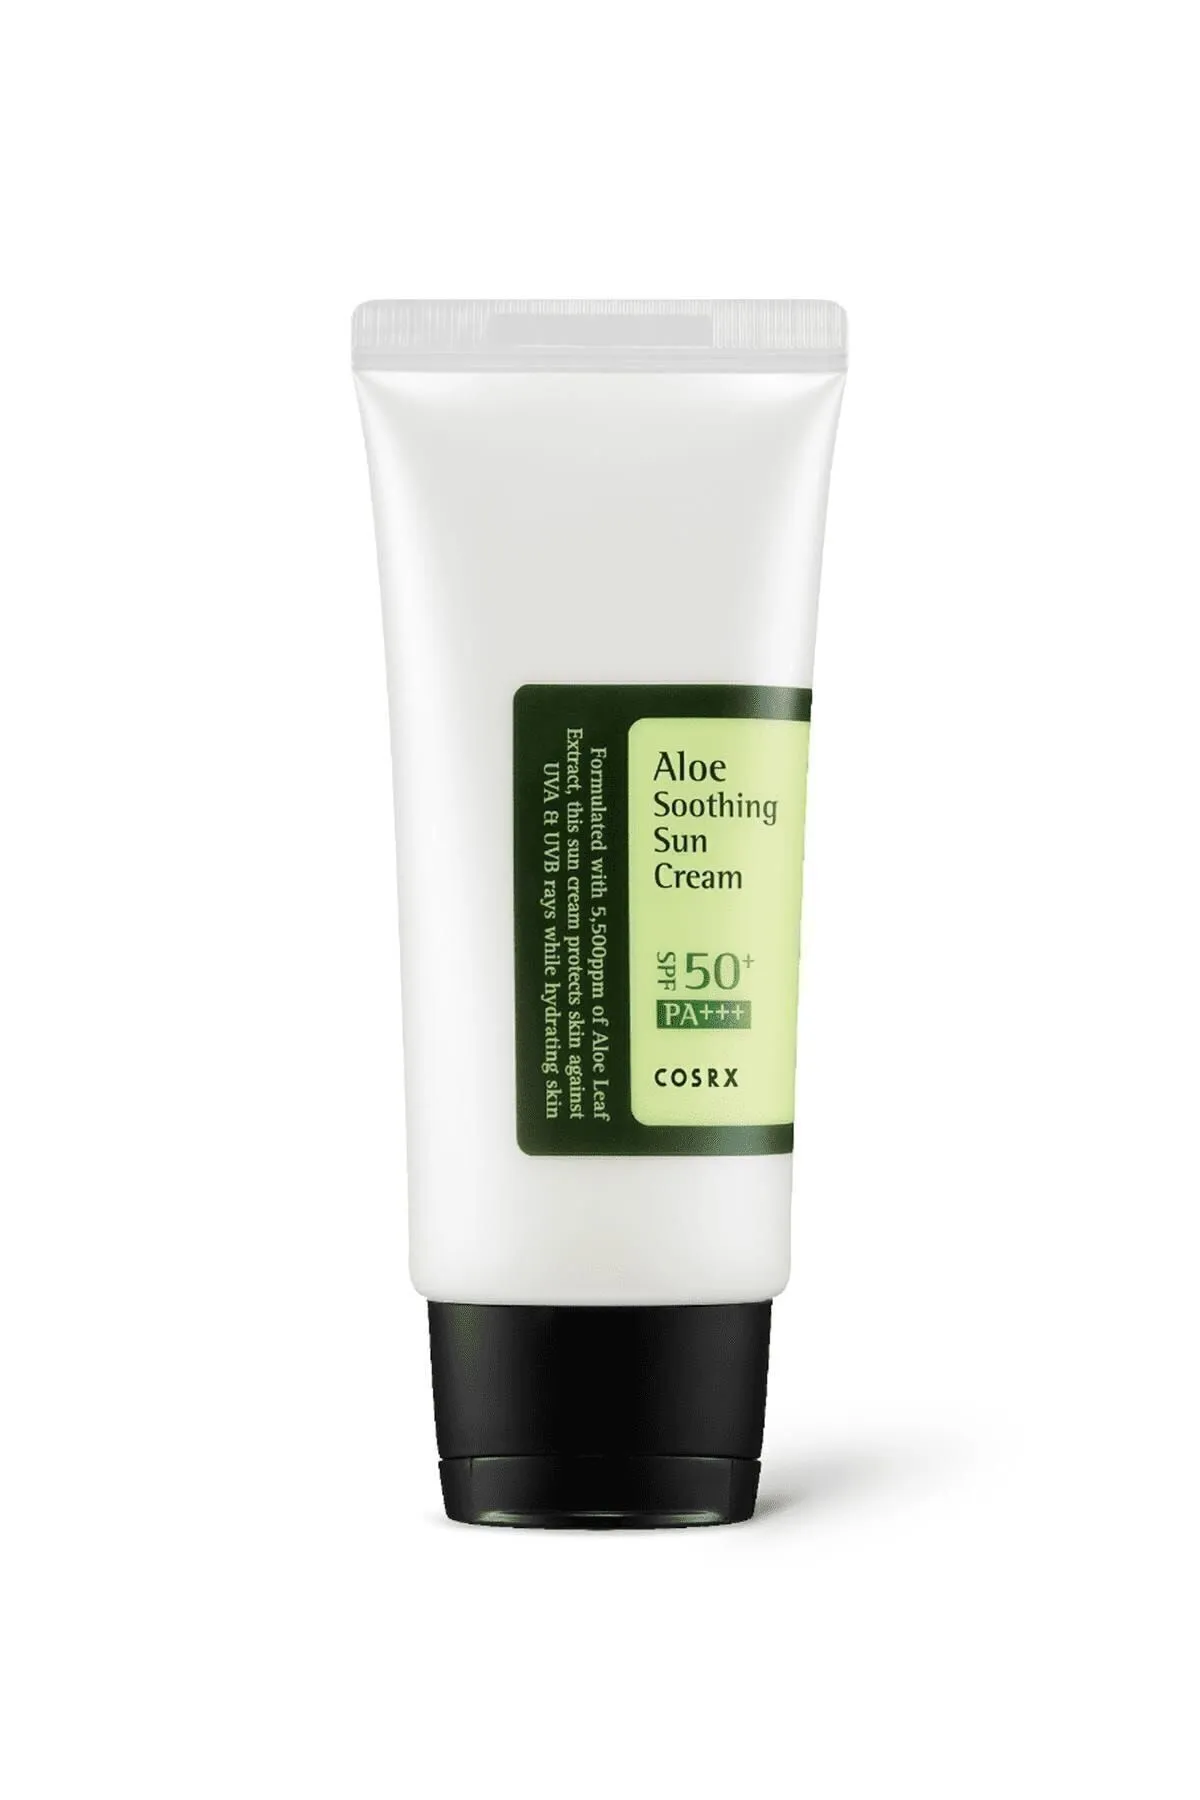 Aloe
Soothing
Sun
Cream
SPF 50+
PA+++
COSRX
Formulated with 5,500ppm of Aloe Leaf
Extract, this sun cream protects skin against
UVA & UVB rays while hydrating skin